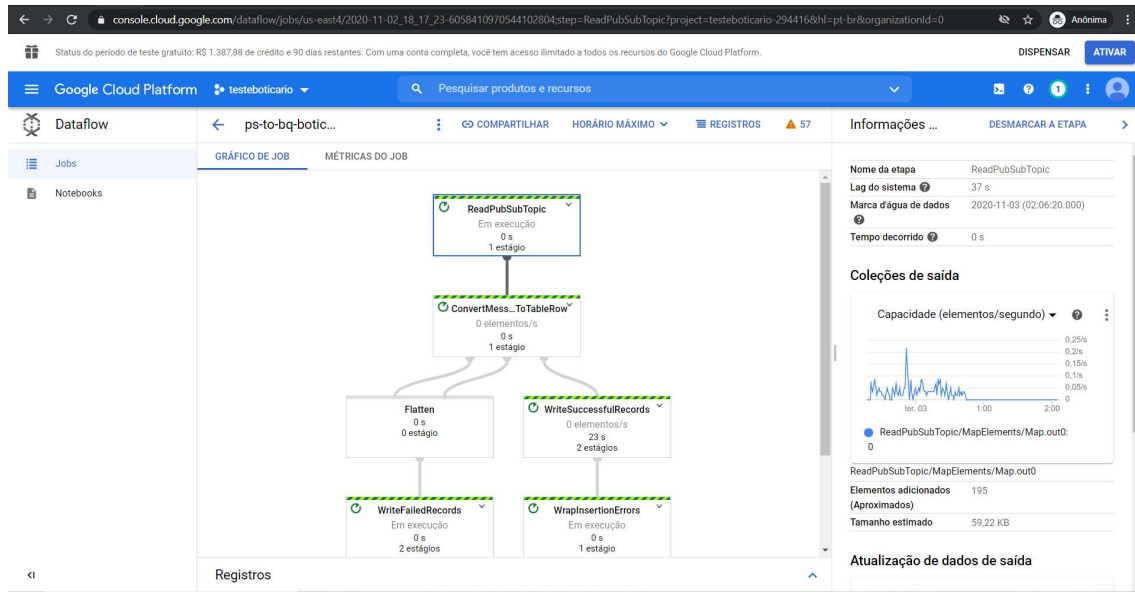 console.cloud.google.com/dataflow/jobs/us-east4/2020-11-02_18_17_23-6058410970544102804;step=ReadPubSubTopic?project=testeboticario-294416&hl=pt-br&organizationId=0
Anônima
Status do período de teste gratuito: R$ 1.387,88 de crédito e 90 dias restantes. Com uma conta completa, você tem acesso ilimitado a todos os recursos do Google Cloud Platform.
DISPENSAR
ATIVAR
Google Cloud Platform
testeboticario
Pesquisar produtos e recursos
1
Dataflow
ps-to-bq-botic...
COMPARTILHAR
HORÁRIO MÁXIMO
REGISTROS
57
Informações ...
DESMARCAR A ETAPA
Jobs
Notebooks
GRÁFICO DE JOB
MÉTRICAS DO JOB
ReadPubSubTopic
Em execução
0 s
1 estágio
ConvertMess...ToTableRow
0 elementos/s
0 s
1 estágio
Flatten
0 s
0 estágio
WriteSuccessfulRecords
0 elementos/s
23 s
2 estágios
WriteFailedRecords
Em execução
0 s
2 estágios
WrapInsertionErrors
Em execução
0 s
1 estágio
Registros
Nome da etapa ReadPubSubTopic
Lag do sistema 37 s
Marca d'água de dados 2020-11-03 (02:06:20.000)
Tempo decorrido 0 s
Coleções de saída
Capacidade (elementos/segundo)
0,25/s
0,2/s
0,15/s
0,1/s
0,05/s
0
ter. 03 1:00 2:00
ReadPubSubTopic/MapElements/Map.out0:
0
ReadPubSubTopic/MapElements/Map.out0
Elementos adicionados 195
(Aproximados)
Tamanho estimado 59,22 KB
Atualização de dados de saída